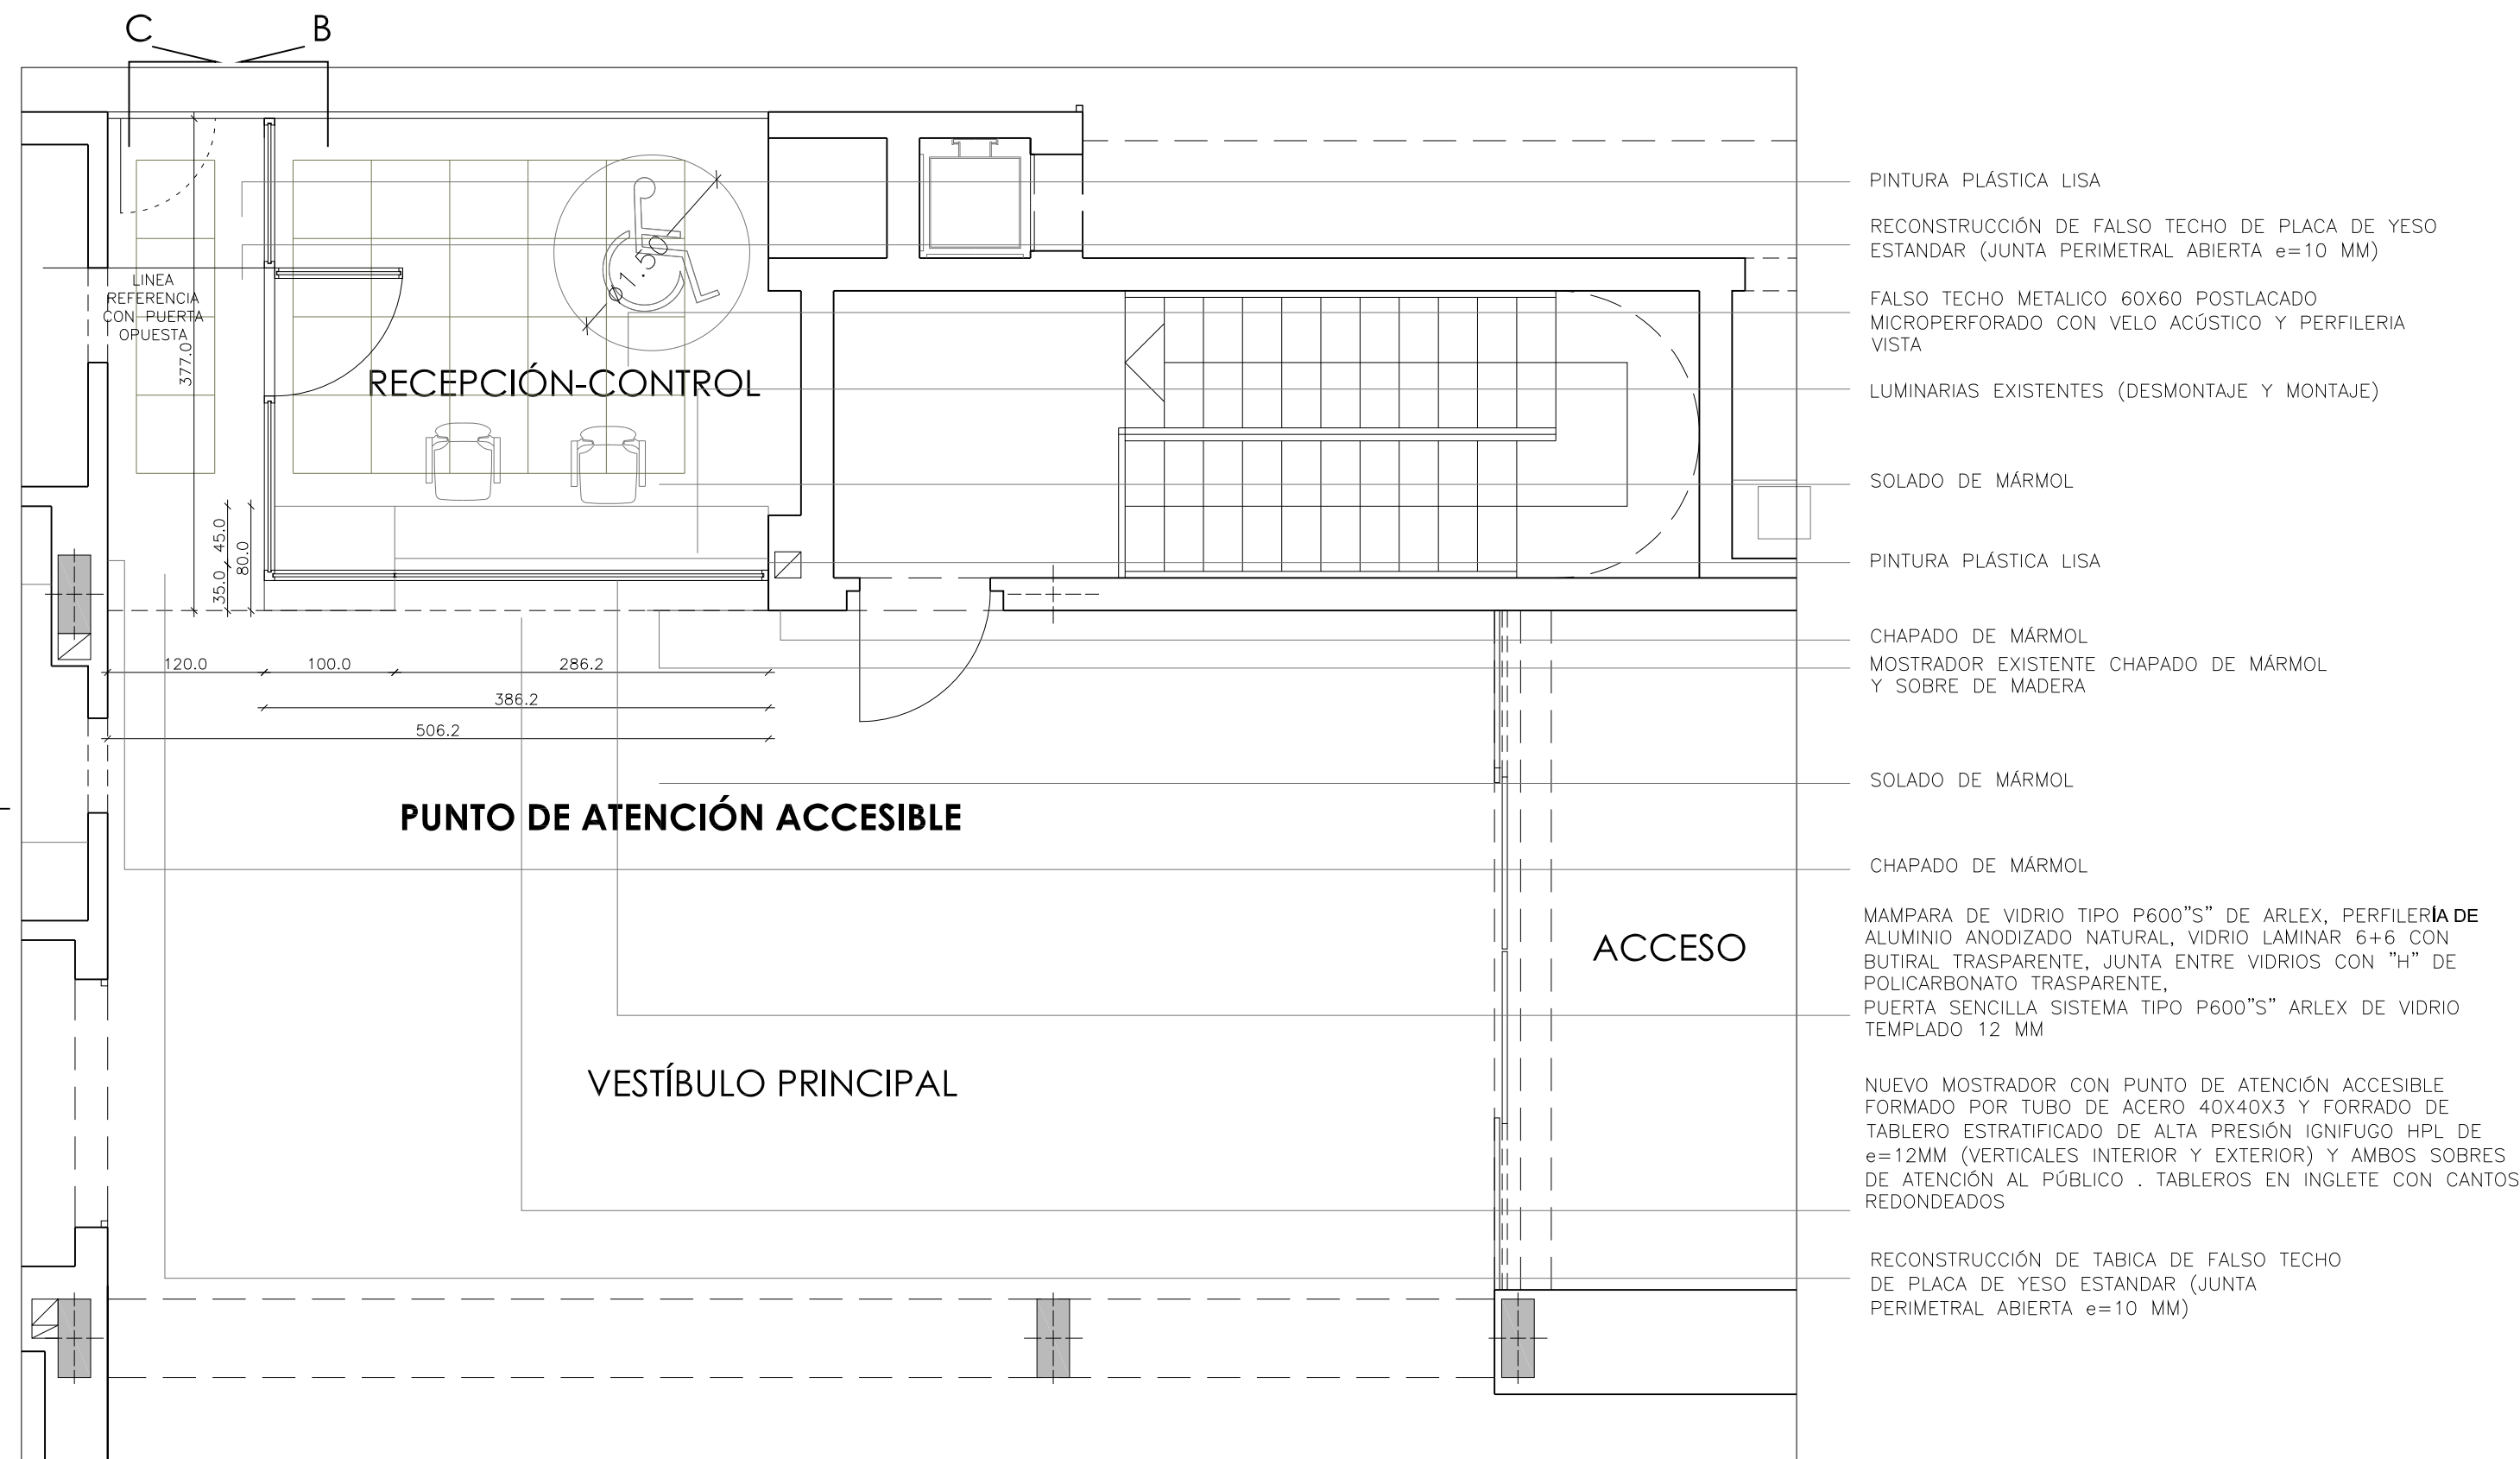 C
B
PINTURA PLÁSTICA LISA
RECONSTRUCCIÓN DE FALSO TECHO DE PLACA DE YESO
ESTANDAR (JUNTA PERIMETRAL ABIERTA e=10 MM)
FALSO TECHO METALICO 60X60 POSTLACADO
MICROPERFORADO CON VELO ACÚSTICO Y PERFILERIA
VISTA
LUMINARIAS EXISTENTES (DESMONTAJE Y MONTAJE)
SOLADO DE MÁRMOL
PINTURA PLÁSTICA LISA
CHAPADO DE MÁRMOL
MOSTRADOR EXISTENTE CHAPADO DE MÁRMOL
Y SOBRE DE MADERA
SOLADO DE MÁRMOL
CHAPADO DE MÁRMOL
MAMPARA DE VIDRIO TIPO P600"S" DE ARLEX, PERFILERÍA DE
ALUMINIO ANODIZADO NATURAL, VIDRIO LAMINAR 6+6 CON
BUTIRAL TRASPARENTE, JUNTA ENTRE VIDRIOS CON "H" DE
POLICARBONATO TRASPARENTE,
PUERTA SENCILLA SISTEMA TIPO P600"S" ARLEX DE VIDRIO
TEMPLADO 12 MM
NUEVO MOSTRADOR CON PUNTO DE ATENCIÓN ACCESIBLE
FORMADO POR TUBO DE ACERO 40X40X3 Y FORRADO DE
TABLERO ESTRATIFICADO DE ALTA PRESIÓN IGNIFUGO HPL DE
e=12MM (VERTICALES INTERIOR Y EXTERIOR) Y AMBOS SOBRES
DE ATENCIÓN AL PÚBLICO . TABLEROS EN INGLETE CON CANTOS
REDONDEADOS
RECONSTRUCCIÓN DE TABICA DE FALSO TECHO
DE PLACA DE YESO ESTANDAR (JUNTA
PERIMETRAL ABIERTA e=10 MM)
LINEA
REFERENCIA
CON PUERTA
OPUESTA
377.0
Ø1.50
RECEPCIÓN-CONTROL
45.0
35.0
80.0
120.0
100.0
286.2
386.2
506.2
PUNTO DE ATENCIÓN ACCESIBLE
ACCESO
VESTÍBULO PRINCIPAL